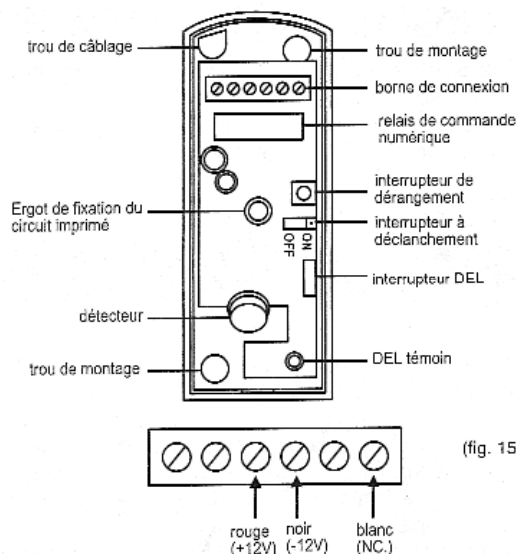 trou de câblage
trou de montage
borne de connexion
relais de commande
numérique
interrupteur de
dérangement
Ergot de fixation du
circuit imprimé
interrupteur à
déclanchement
ON
OFF
interrupteur DEL
détecteur
DEL témoin
trou de montage
(fig. 15
rouge
(+12V)
noir
(-12V)
blanc
(NC.)